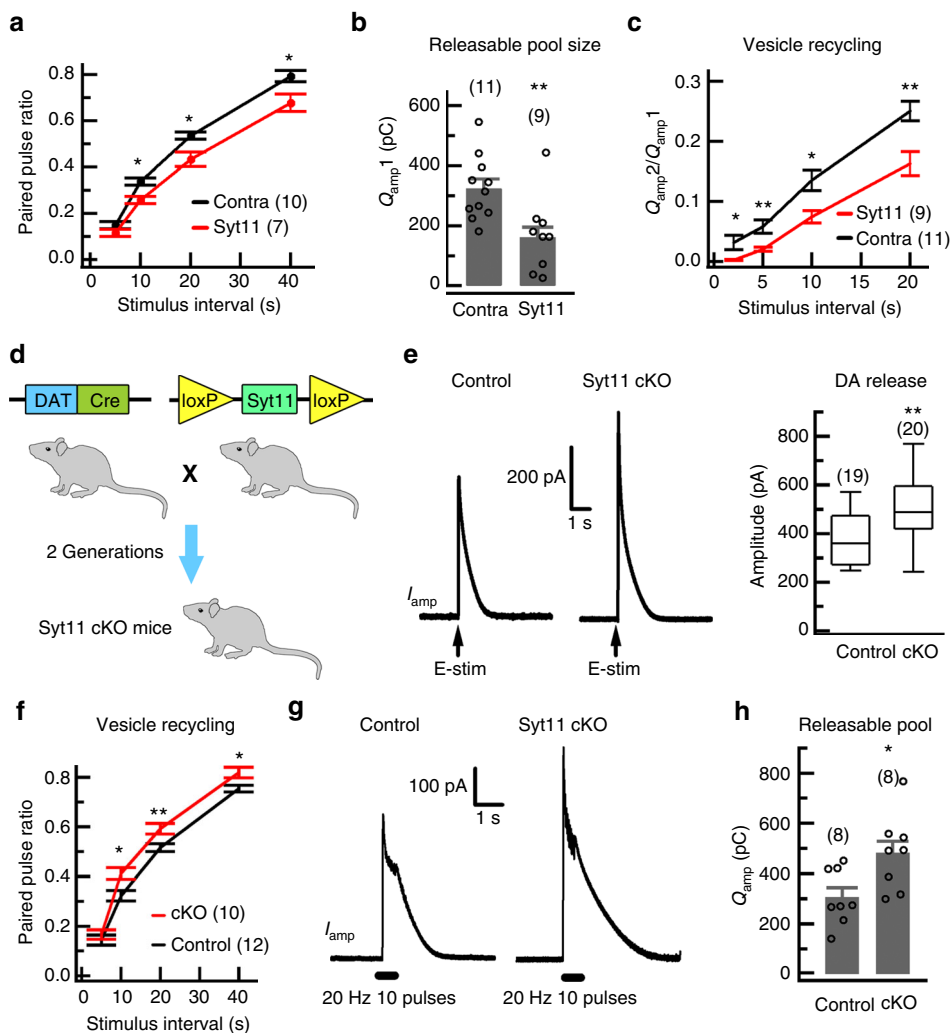 a
Paired pulse ratio
0.8
0.6
0.4
0.2
0.0
*
*
*
Contra (10)
Syt11 (7)
0 10 20 30 40
Stimulus interval (s)
b
Releasable pool size
Qamp1 (pC)
600
400
200
0
(11)
**
(9)
Contra Syt11
c
Vesicle recycling
Qamp2/Qamp1
0.3
0.2
0.1
0.0
*
**
*
**
Syt11 (9)
Contra (11)
0 5 10 15 20
Stimulus interval (s)
d
DAT Cre
loxP Syt11 loxP
X
2 Generations
Syt11 cKO mice
e
Control
Syt11 cKO
200 pA
1 s
Iamp
E-stim
E-stim
DA release
Amplitude (pA)
800
600
400
200
0
(19)
**
(20)
Control cKO
f
Vesicle recycling
Paired pulse ratio
0.8
0.6
0.4
0.2
0.0
*
**
*
cKO (10)
Control (12)
0 10 20 30 40
Stimulus interval (s)
g
Control
Syt11 cKO
100 pA
1 s
Iamp
20 Hz 10 pulses
20 Hz 10 pulses
h
Releasable pool
Qamp (pC)
800
600
400
200
0
(8)
*
(8)
Control cKO